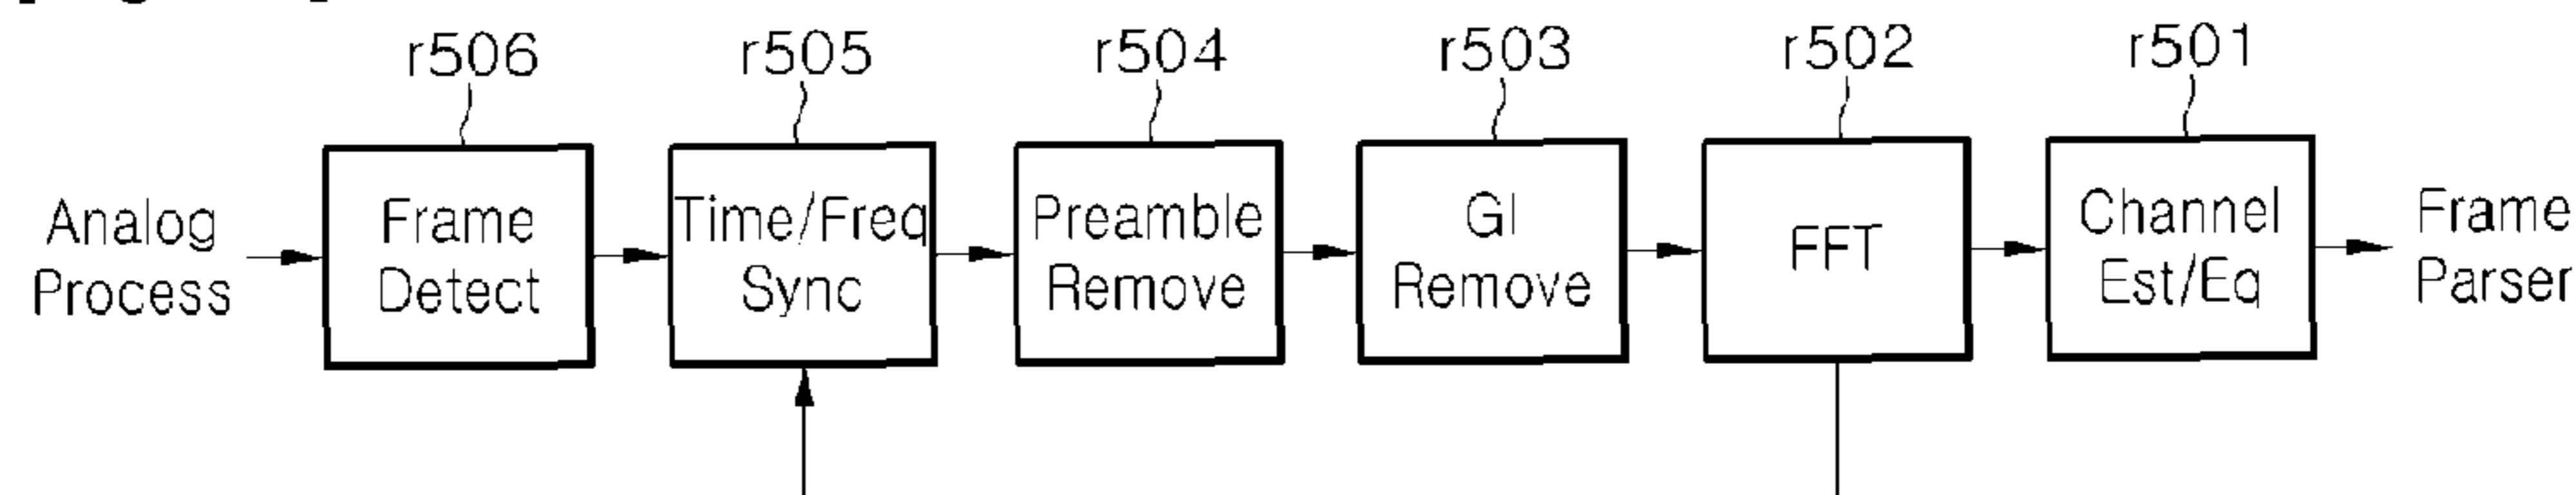 r506
r505
r504
r503
r502
r501
Analog
Process
Frame
Detect
Time/Freq
Sync
Preamble
Remove
GI
Remove
FFT
Channel
Est/Eq
Frame
Parser